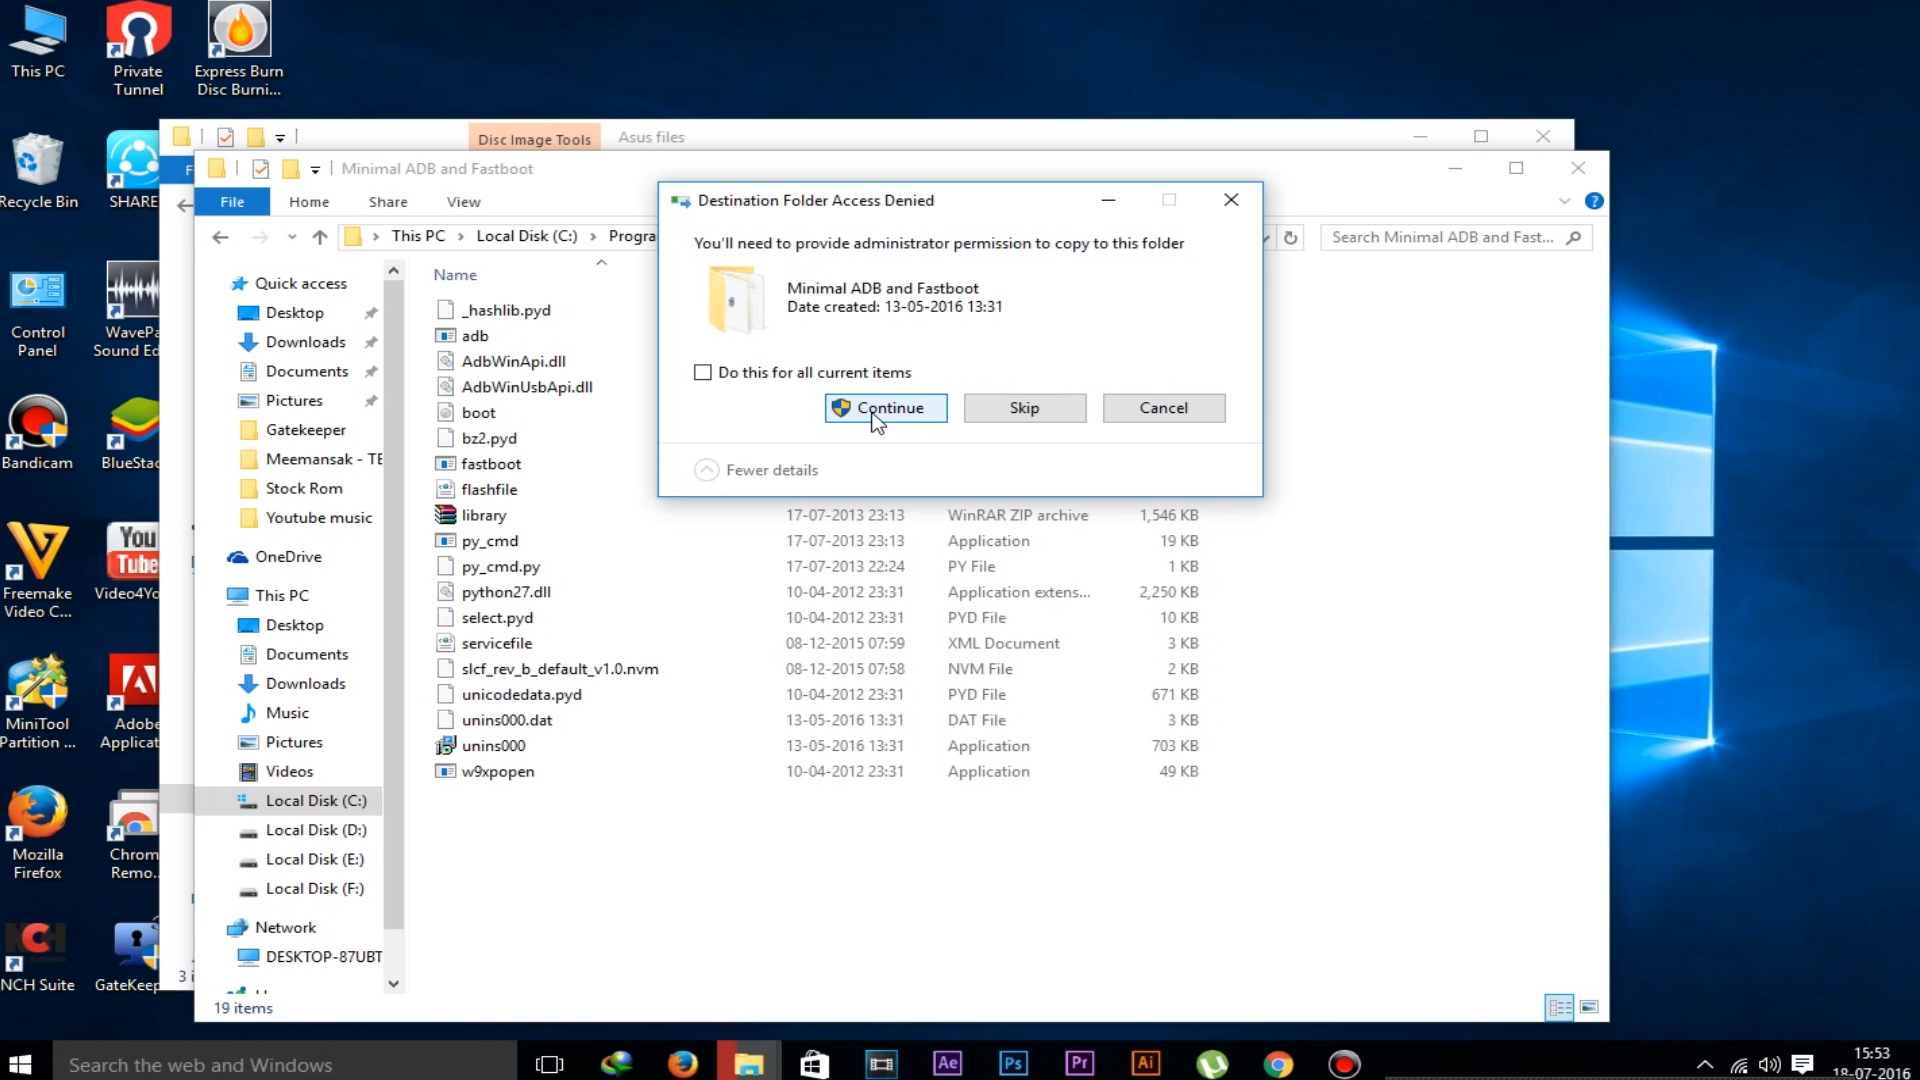 This PC
Private
Tunnel
Express Burn
Disc Burni...
Recycle Bin
SHARE
Control
Panel
WavePa
Sound Ed
Bandicam
BlueStac
Freemake
Video C...
You
Tube
Video4Yo
MiniTool
Partition ...
Adobe
Applicat
Mozilla
Firefox
Chrom
Remo...
NCH
NCH Suite
GateKeep
Disc Image Tools
Asus files
Minimal ADB and Fastboot
File
Home
Share
View
This PC
Local Disk (C:)
Progra
Search Minimal ADB and Fast...
Quick access
Desktop
Downloads
Documents
Pictures
Gatekeeper
Meemansak - TE
Stock Rom
Youtube music
OneDrive
This PC
Desktop
Documents
Downloads
Music
Pictures
Videos
Local Disk (C:)
Local Disk (D:)
Local Disk (E:)
Local Disk (F:)
Network
DESKTOP-87UBT
19 items
Name
_hashlib.pyd
adb
AdbWinApi.dll
AdbWinUsbApi.dll
boot
bz2.pyd
fastboot
flashfile
library 17-07-2013 23:13 WinRAR ZIP archive 1,546 KB
py_cmd 17-07-2013 23:13 Application 19 KB
py_cmd.py 17-07-2013 22:24 PY File 1 KB
python27.dll 10-04-2012 23:31 Application extens... 2,250 KB
select.pyd 10-04-2012 23:31 PYD File 10 KB
servicefile 08-12-2015 07:59 XML Document 3 KB
slcf_rev_b_default_v1.0.nvm 08-12-2015 07:58 NVM File 2 KB
unicodedata.pyd 10-04-2012 23:31 PYD File 671 KB
unins000.dat 13-05-2016 13:31 DAT File 3 KB
unins000 13-05-2016 13:31 Application 703 KB
w9xpopen 10-04-2012 23:31 Application 49 KB
Destination Folder Access Denied
You'll need to provide administrator permission to copy to this folder
Minimal ADB and Fastboot
Date created: 13-05-2016 13:31
Do this for all current items
Continue
Skip
Cancel
Fewer details
Search the web and Windows
Ae
Ps
Pr
Ai
15:53
18-07-2016